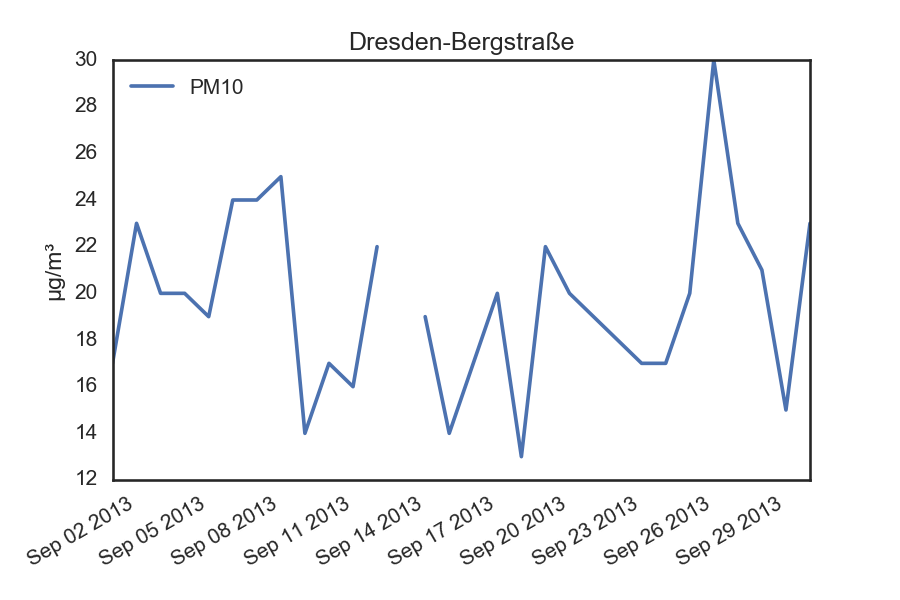 Dresden-Bergstraße
30
28
26
24
22
20
18
16
14
12
µg/m³
PM10
Sep 02 2013
Sep 05 2013
Sep 08 2013
Sep 11 2013
Sep 14 2013
Sep 17 2013
Sep 20 2013
Sep 23 2013
Sep 26 2013
Sep 29 2013